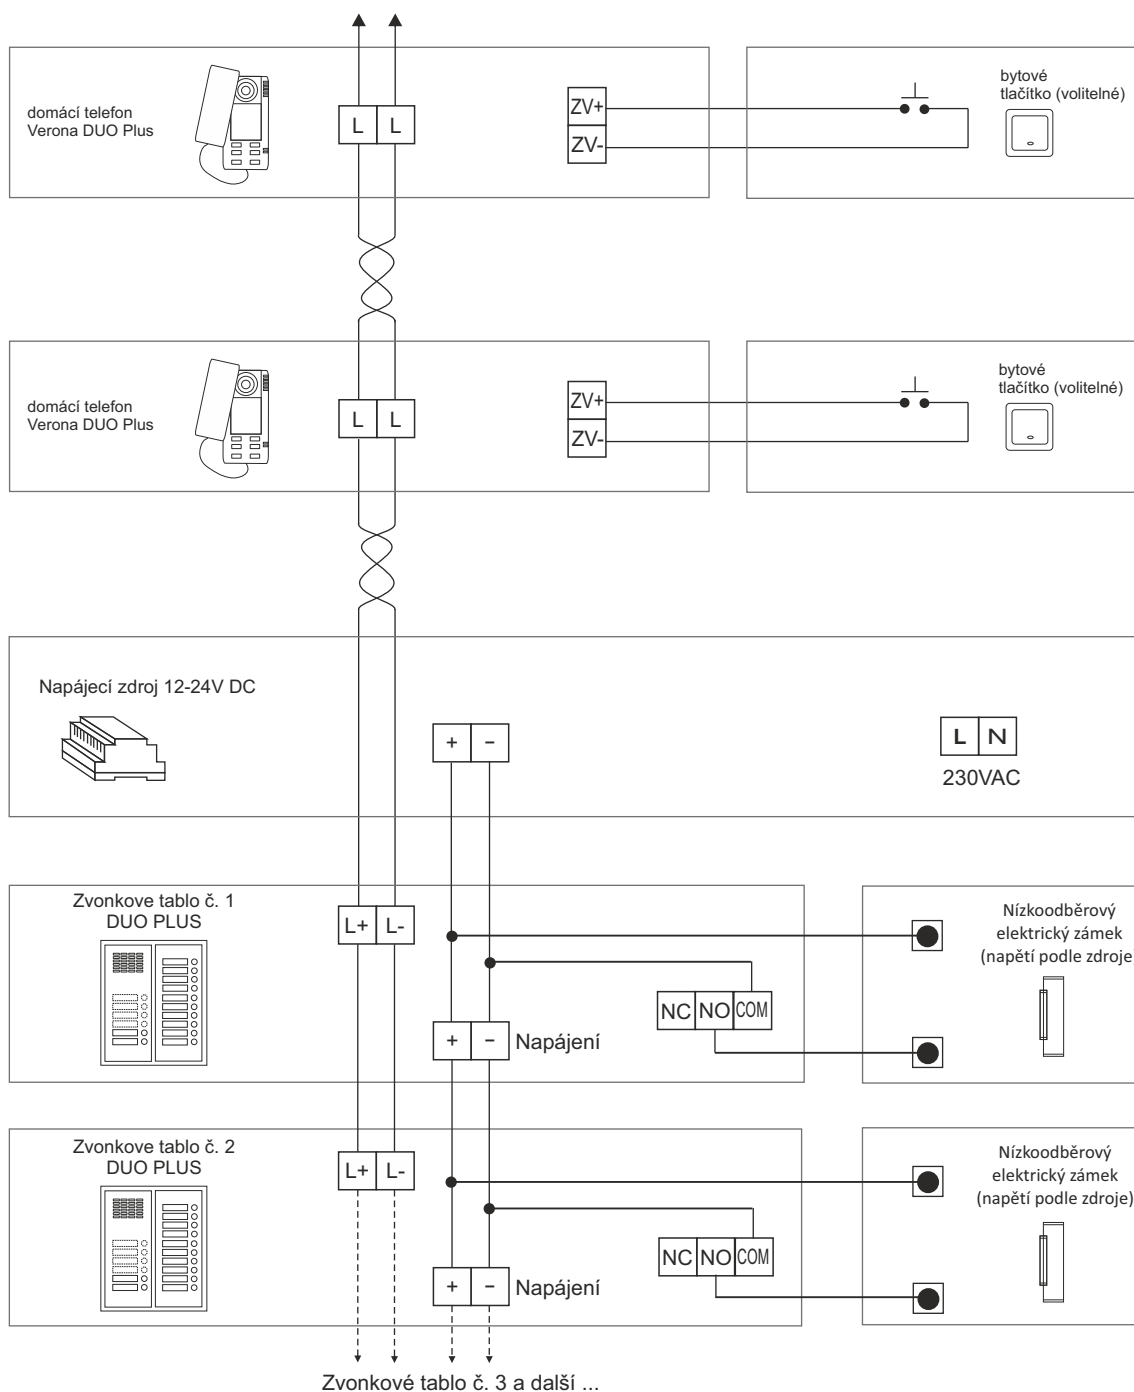 domácí telefon
Verona DUO Plus
L L
ZV+
ZV-
bytové
tlačítko (volitelné)
domácí telefon
Verona DUO Plus
L L
ZV+
ZV-
bytové
tlačítko (volitelné)
Napájecí zdroj 12-24V DC
+ −
L N
230VAC
Zvonkove tablo č. 1
DUO PLUS
L+ L-
NC NO COM
+ − Napájení
Nízkoodběrový
elektrický zámek
(napětí podle zdroje)
Zvonkove tablo č. 2
DUO PLUS
L+ L-
NC NO COM
+ − Napájení
Nízkoodběrový
elektrický zámek
(napětí podle zdroje)
Zvonkové tablo č. 3 a další ...